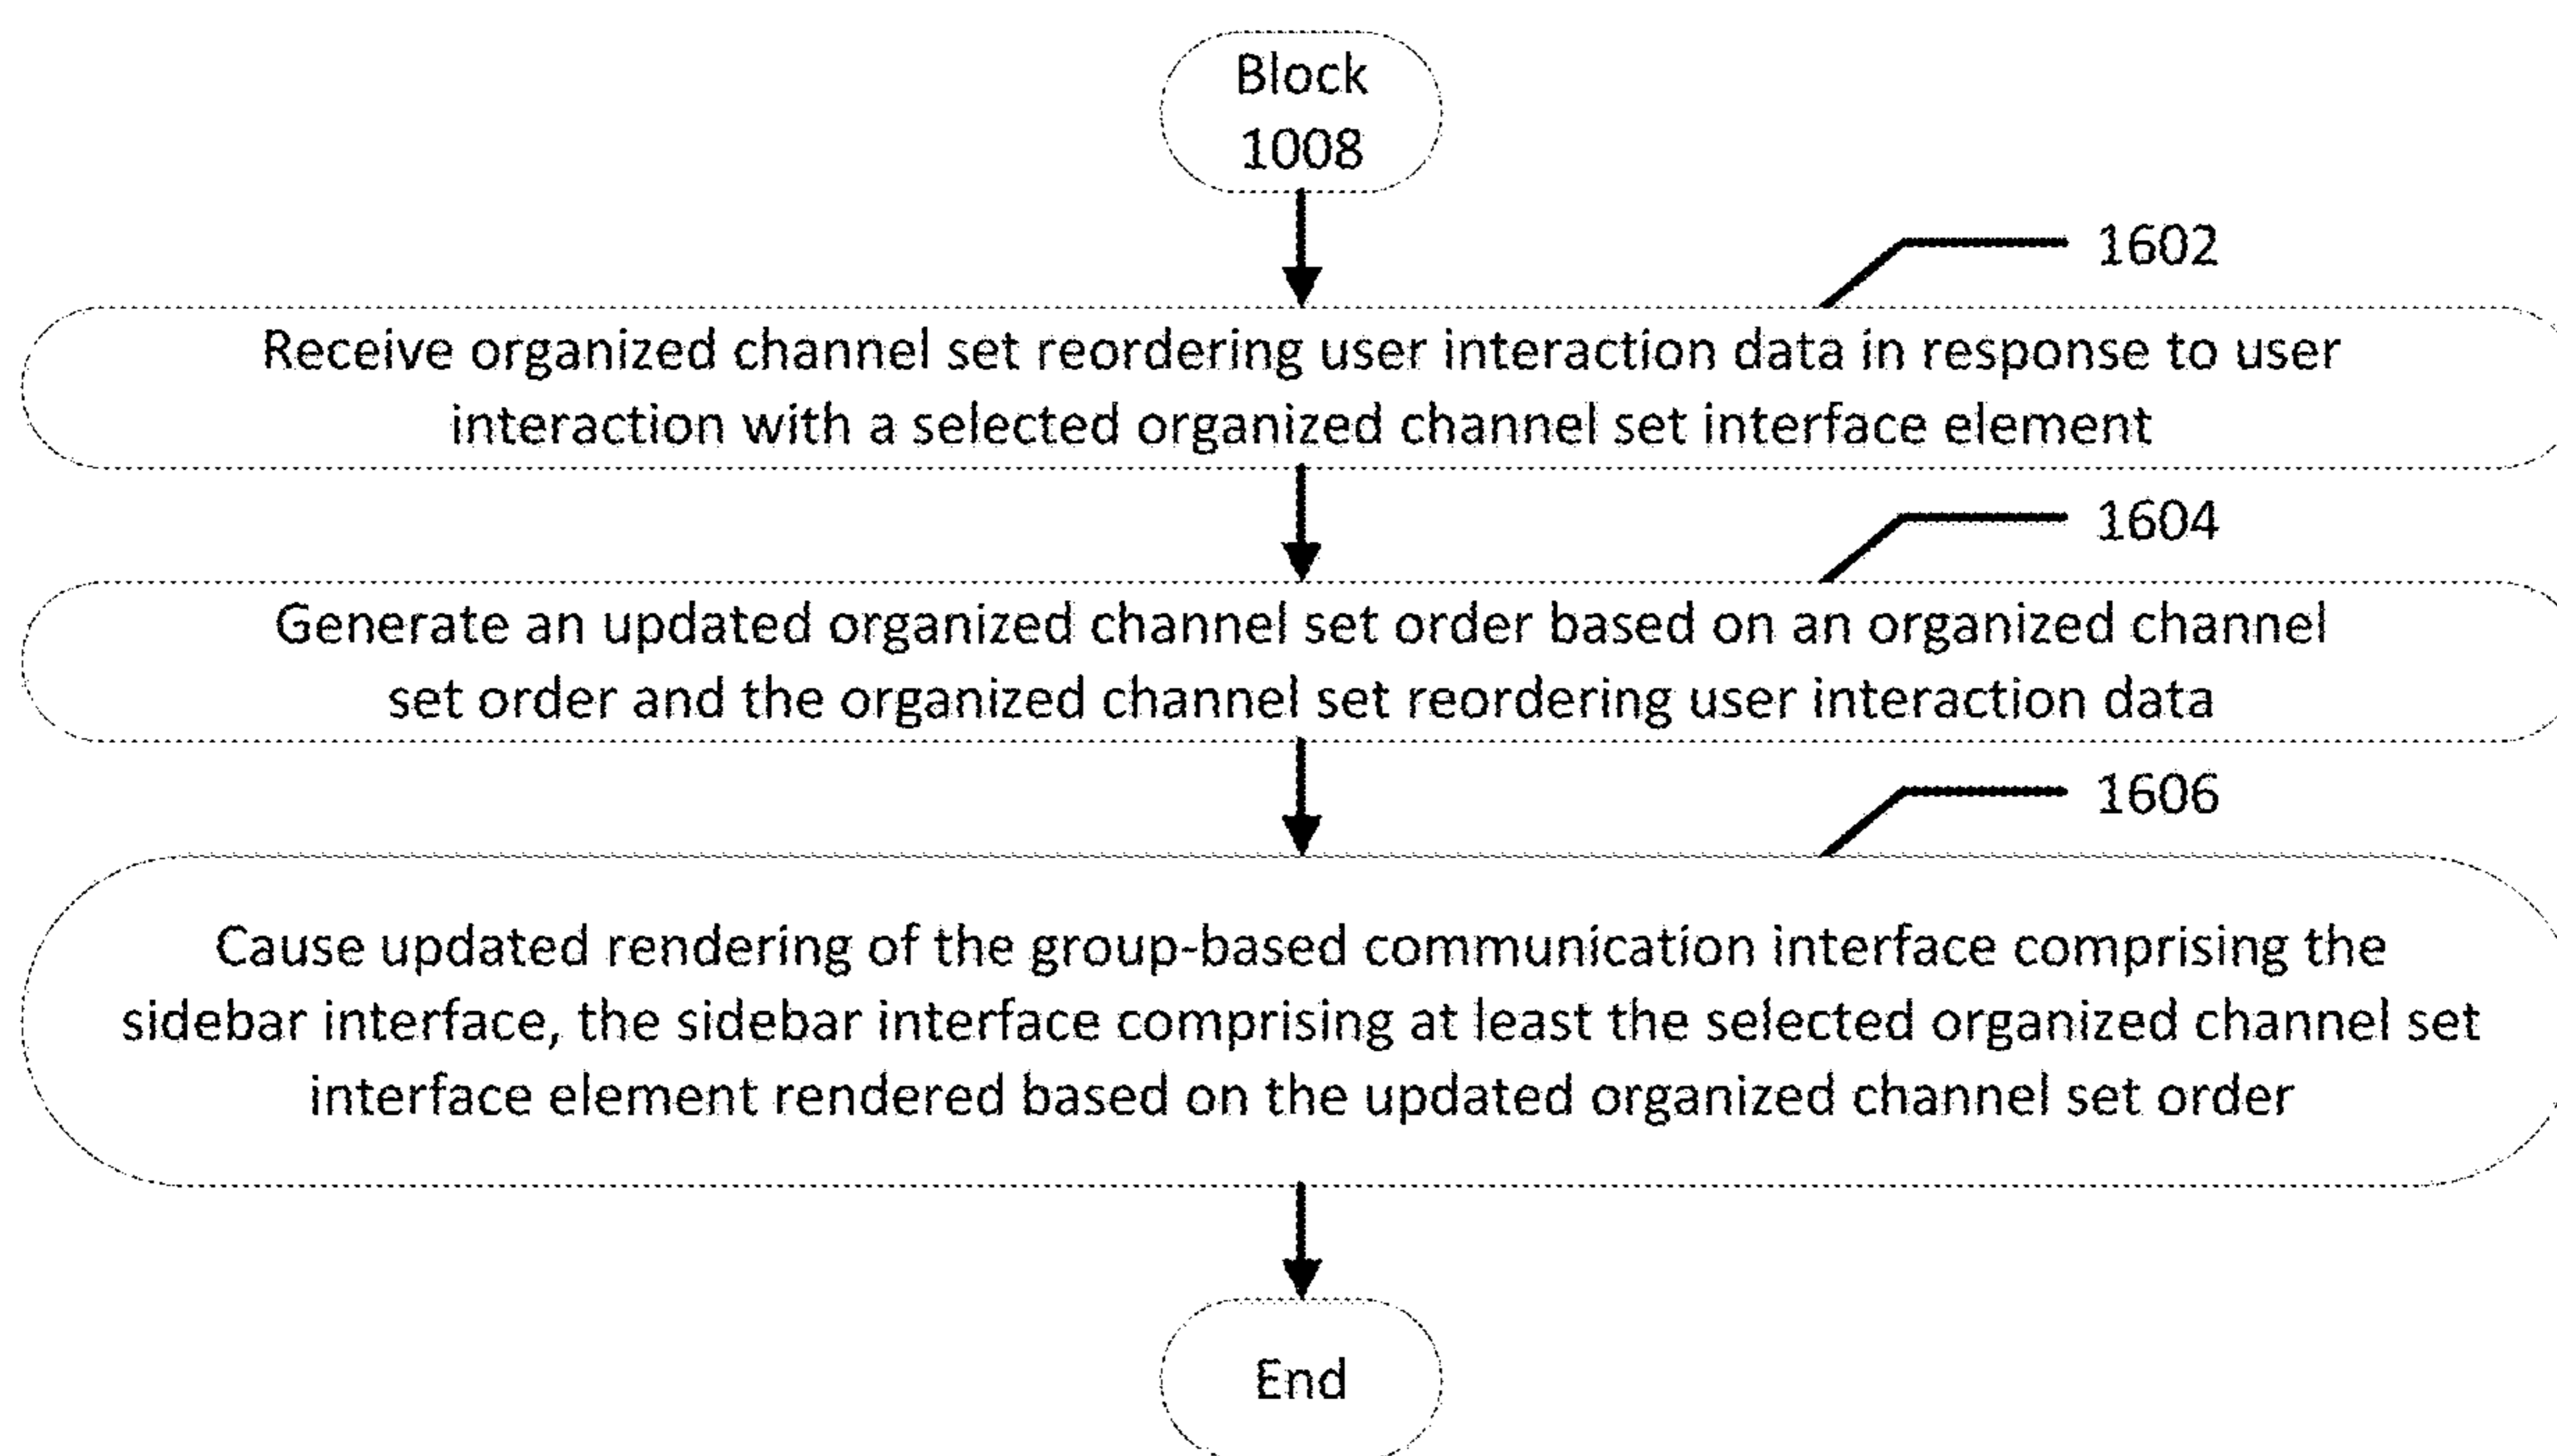 Block
1008
1602
Receive organized channel set reordering user interaction data in response to user
interaction with a selected organized channel set interface element
1604
Generate an updated organized channel set order based on an organized channel
set order and the organized channel set reordering user interaction data
1606
Cause updated rendering of the group-based communication interface comprising the
sidebar interface, the sidebar interface comprising at least the selected organized channel set
interface element rendered based on the updated organized channel set order
End